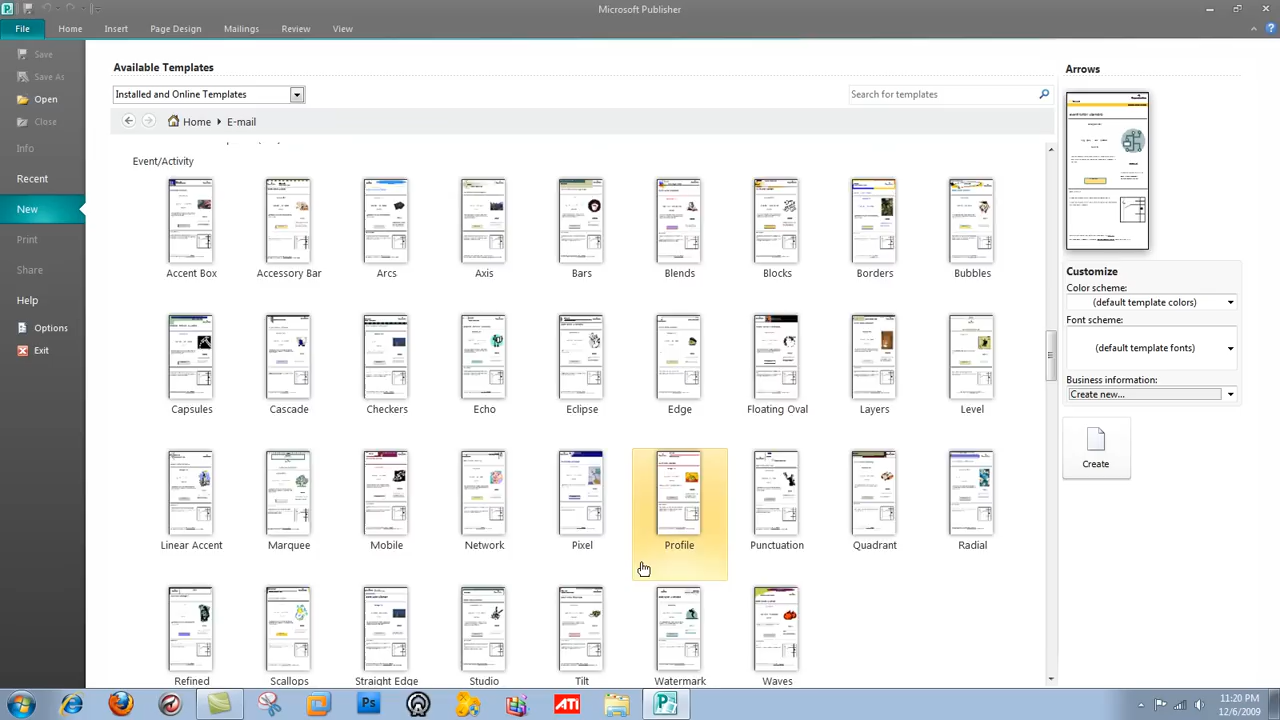 Microsoft Publisher
File
Home
Insert
Page Design
Mailings
Review
View
Save
Save As
Open
Close
Info
Recent
New
Print
Share
Help
Options
Exit
Available Templates
Installed and Online Templates
Search for templates
Home
E-mail
Event/Activity
Accent Box
Accessory Bar
Arcs
Axis
Bars
Blends
Blocks
Borders
Bubbles
Capsules
Cascade
Checkers
Echo
Eclipse
Edge
Floating Oval
Layers
Level
Linear Accent
Marquee
Mobile
Network
Pixel
Profile
Punctuation
Quadrant
Radial
Refined
Scallops
Straight Edge
Studio
Tilt
Watermark
Waves
Arrows
Customize
Color scheme:
(default template colors)
Font scheme:
(default template fonts)
Business information:
Create new...
Create
Ps
ATI
11:20 PM
12/6/2009